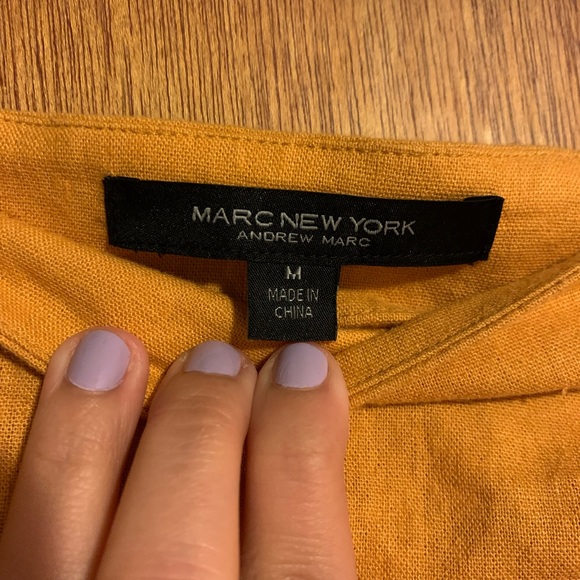 MARC NEW YORK
ANDREW MARC
M
MADE IN
CHINA